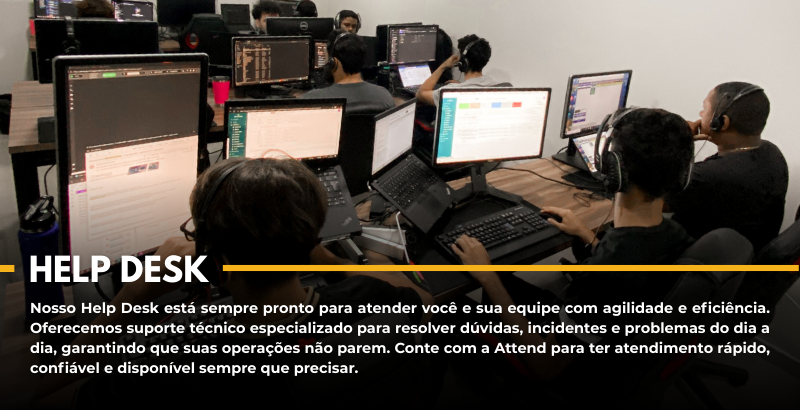 HELP DESK
Nosso Help Desk está sempre pronto para atender você e sua equipe com agilidade e eficiência.
Oferecemos suporte técnico especializado para resolver dúvidas, incidentes e problemas do dia a
dia, garantindo que suas operações não parem. Conte com a Attend para ter atendimento rápido,
confiável e disponível sempre que precisar.